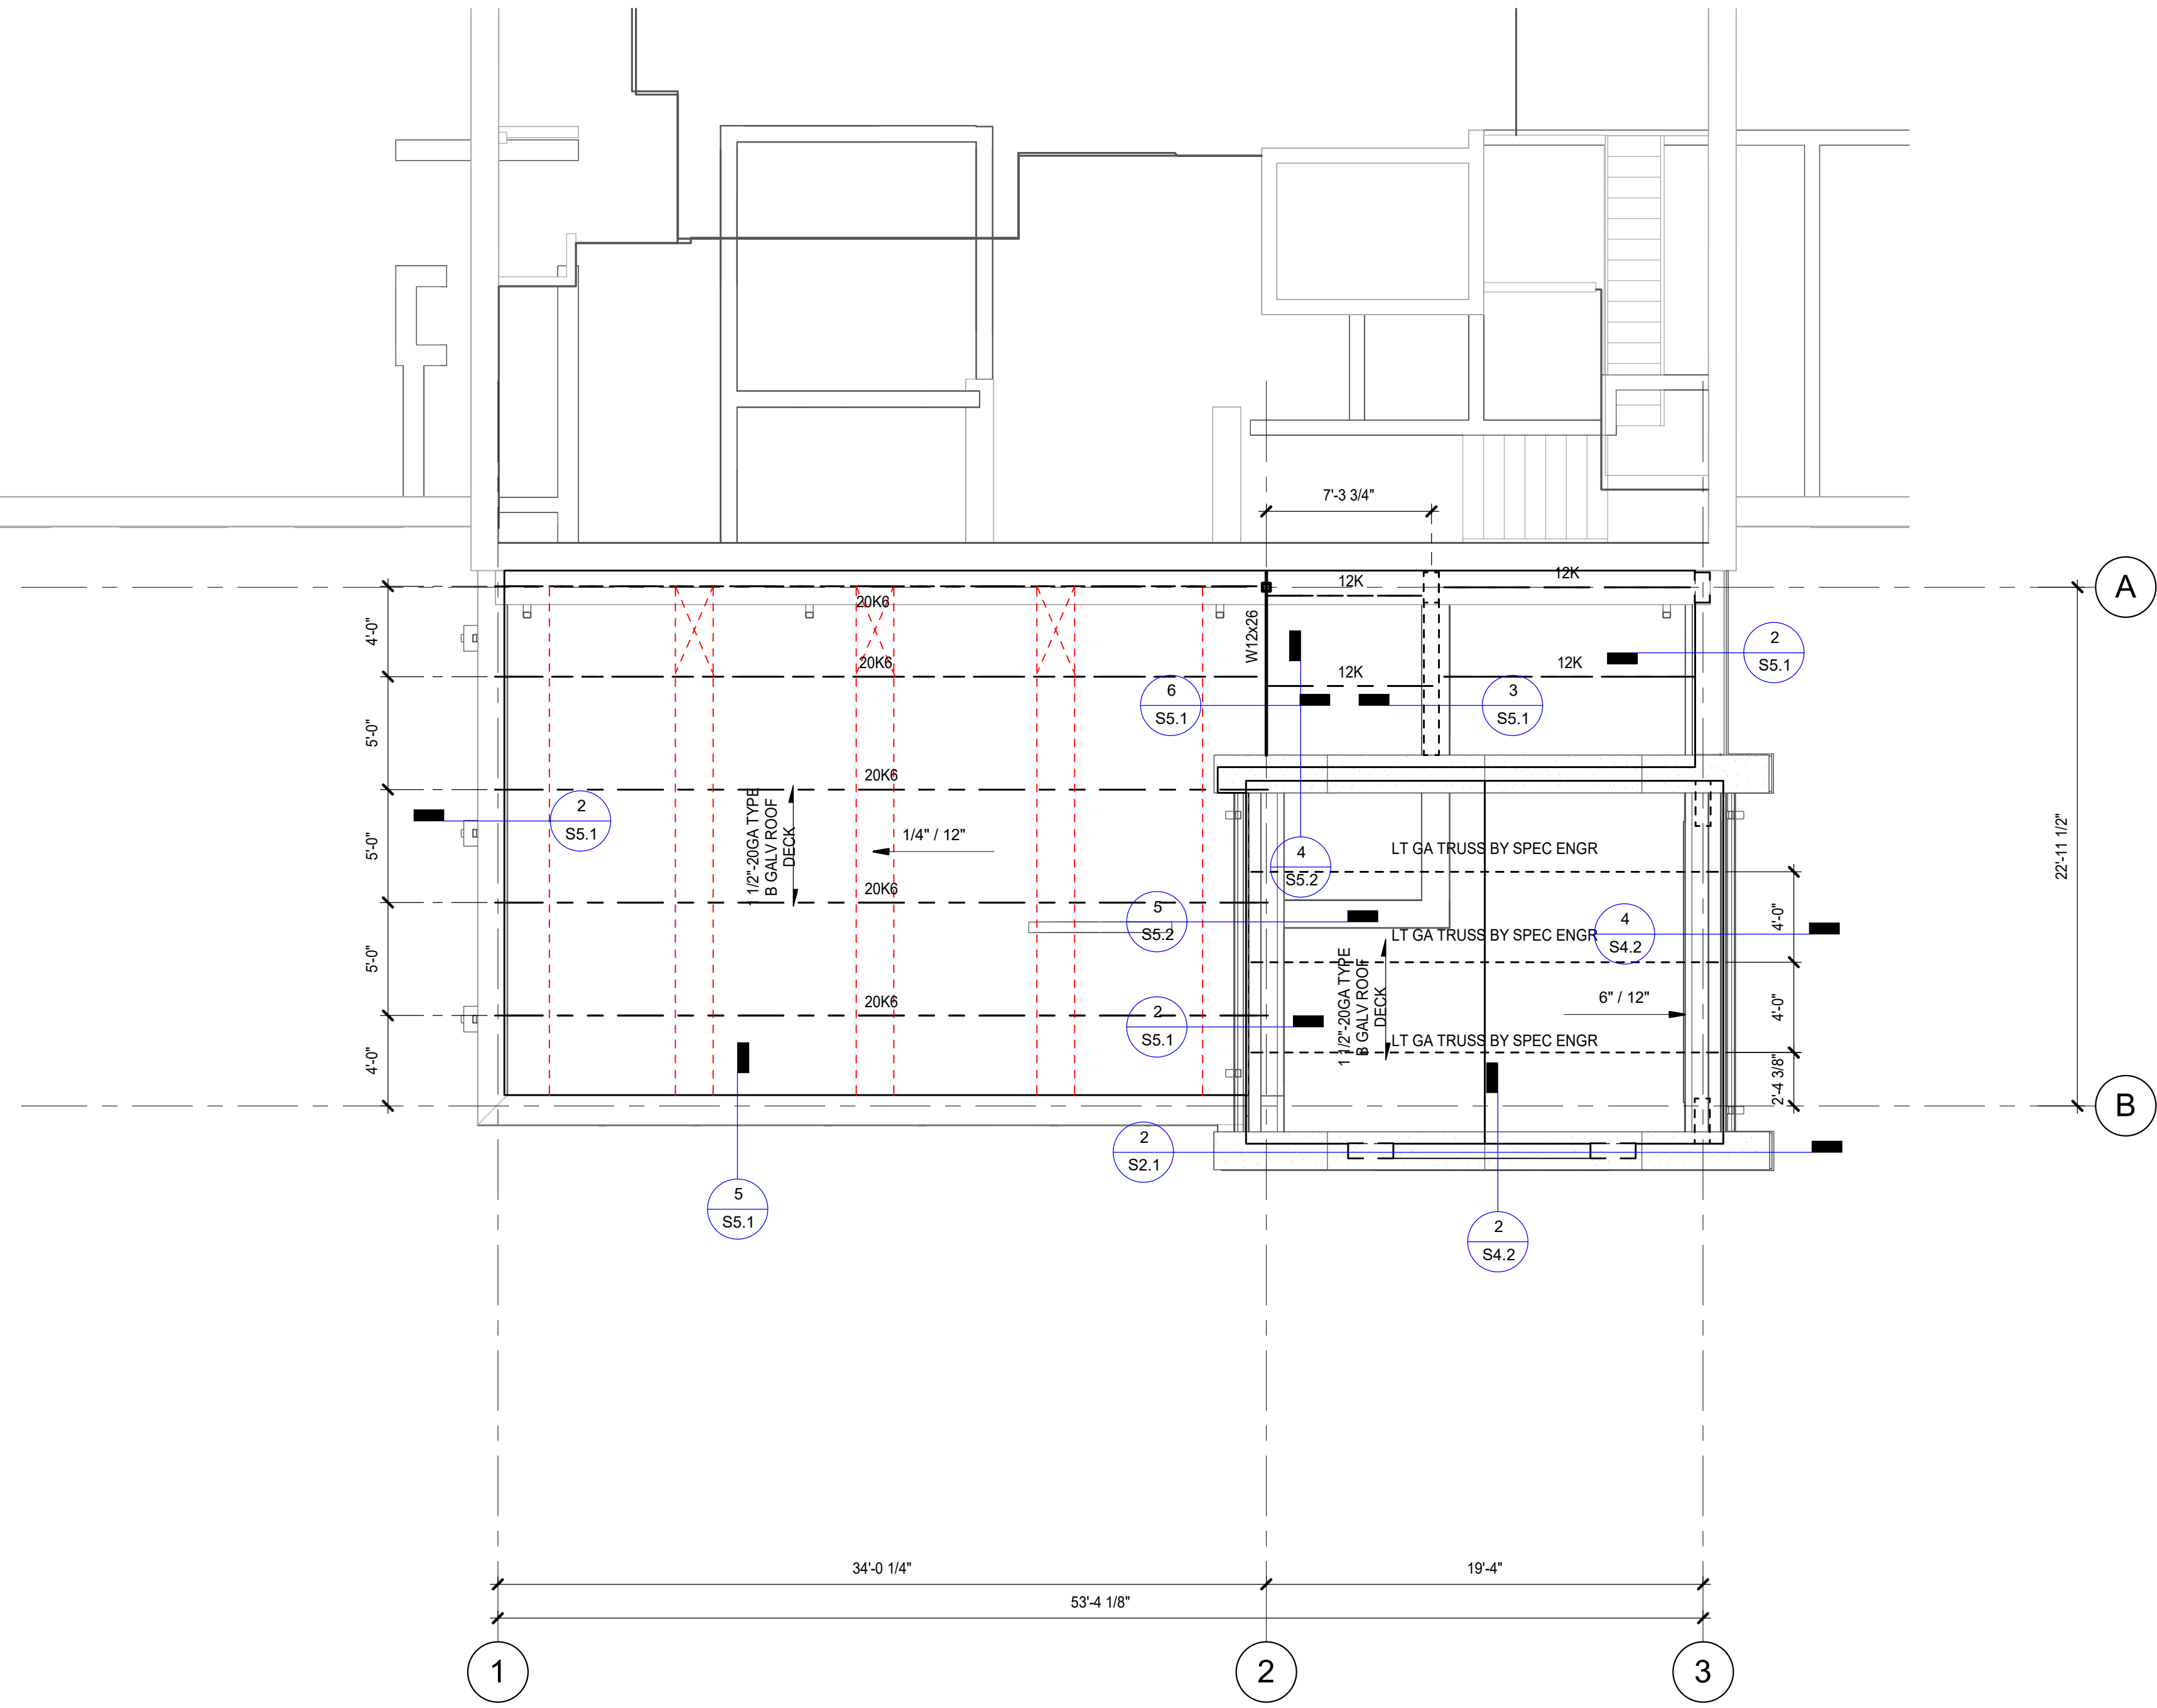 7'-3 3/4"
12K
12K
A
20K6
4'-0"
W12x26
2
S5.1
20K6
12K
12K
6
S5.1
3
S5.1
5'-0"
20K6
2
S5.1
1 1/2"-20GA TYPE
B GALV ROOF
DECK
1/4" / 12"
5'-0"
4
S5.2
LT GA TRUSS BY SPEC ENGR
22'-11 1/2"
20K6
5
S5.2
4
S4.2
4'-0"
LT GA TRUSS BY SPEC ENGR
5'-0"
1 1/2"-20GA TYPE
B GALV ROOF
DECK
6" / 12"
4'-0"
20K6
2
S5.1
LT GA TRUSS BY SPEC ENGR
4'-0"
2'-4 3/8"
B
2
S2.1
5
S5.1
2
S4.2
34'-0 1/4"
19'-4"
53'-4 1/8"
1
2
3